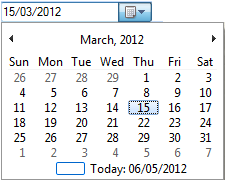 15/03/2012
March, 2012
Sun Mon Tue Wed Thu Fri Sat
26 27 28 29 1 2 3
4 5 6 7 8 9 10
11 12 13 14 15 16 17
18 19 20 21 22 23 24
25 26 27 28 29 30 31
1 2 3 4 5 6 7
Today: 06/05/2012